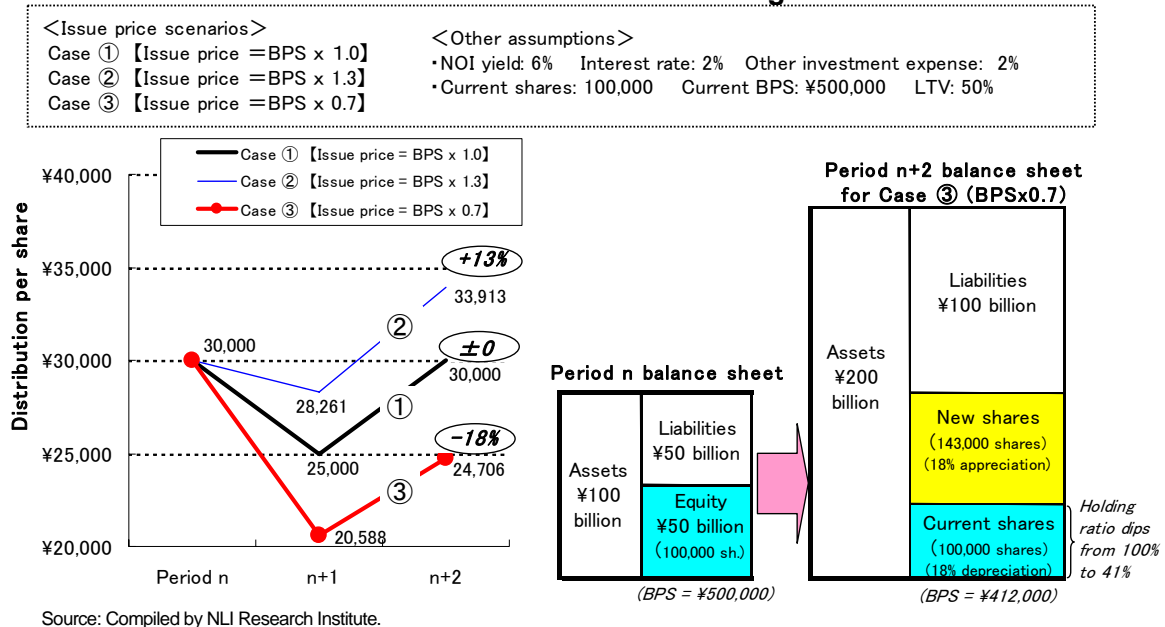 <Issue price scenarios>
Case ① 【Issue price =BPS x 1.0】
Case ② 【Issue price =BPS x 1.3】
Case ③ 【Issue price =BPS x 0.7】
<Other assumptions>
・NOI yield: 6% Interest rate: 2% Other investment expense: 2%
・Current shares: 100,000 Current BPS: ¥500,000 LTV: 50%
Case ① 【Issue price = BPS x 1.0】
Case ② 【Issue price = BPS x 1.3】
Case ③ 【Issue price = BPS x 0.7】
Distribution per share
¥40,000
¥35,000
¥30,000
¥25,000
¥20,000
30,000
28,261
25,000
20,588
+13%
33,913
±0
30,000
-18%
24,706
②
①
③
Period n
n+1
n+2
Period n balance sheet
Assets
¥100
billion
Liabilities
¥50 billion
Equity
¥50 billion
(100,000 sh.)
(BPS = ¥500,000)
Period n+2 balance sheet
for Case ③ (BPSx0.7)
Assets
¥200
billion
Liabilities
¥100 billion
New shares
(143,000 shares)
(18% appreciation)
Current shares
(100,000 shares)
(18% depreciation)
Holding
ratio dips
from 100%
to 41%
(BPS = ¥412,000)
Source: Compiled by NLI Research Institute.